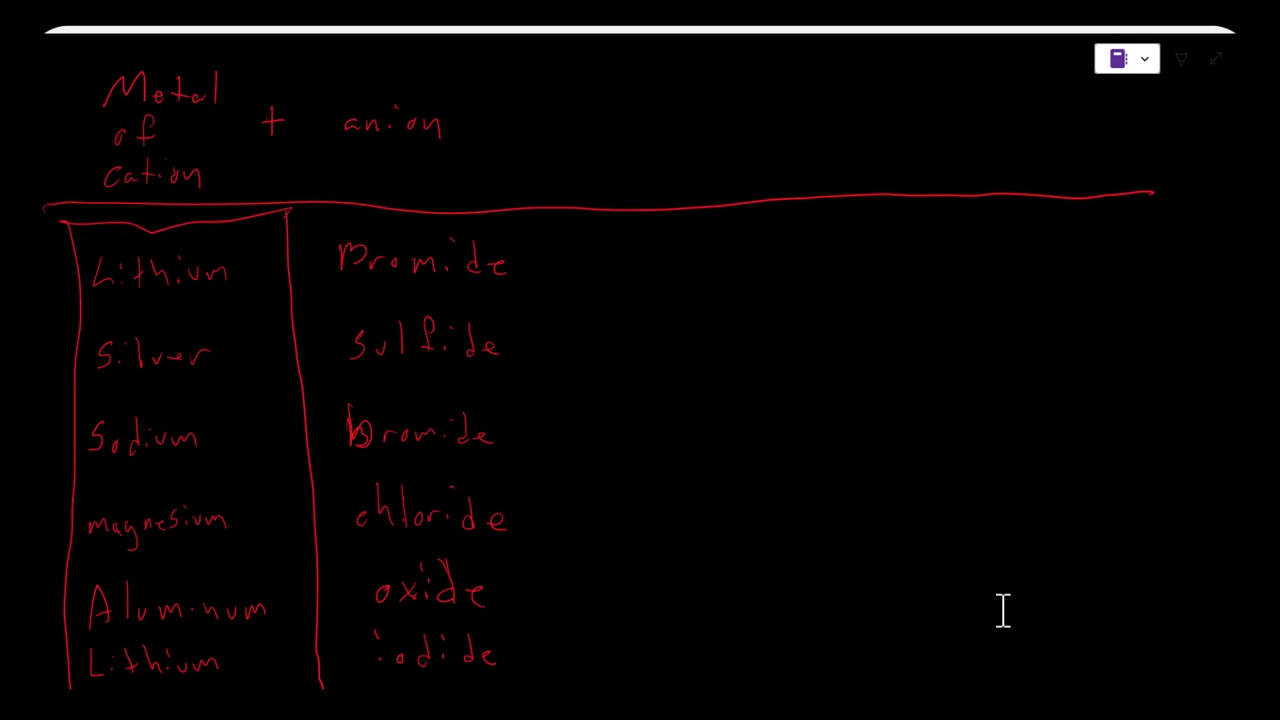 Metal
of + anion
cation
Lithium Bromide
Silver sulfide
Sodium bromide
magnesium chloride
Aluminum oxide
Lithium iodide